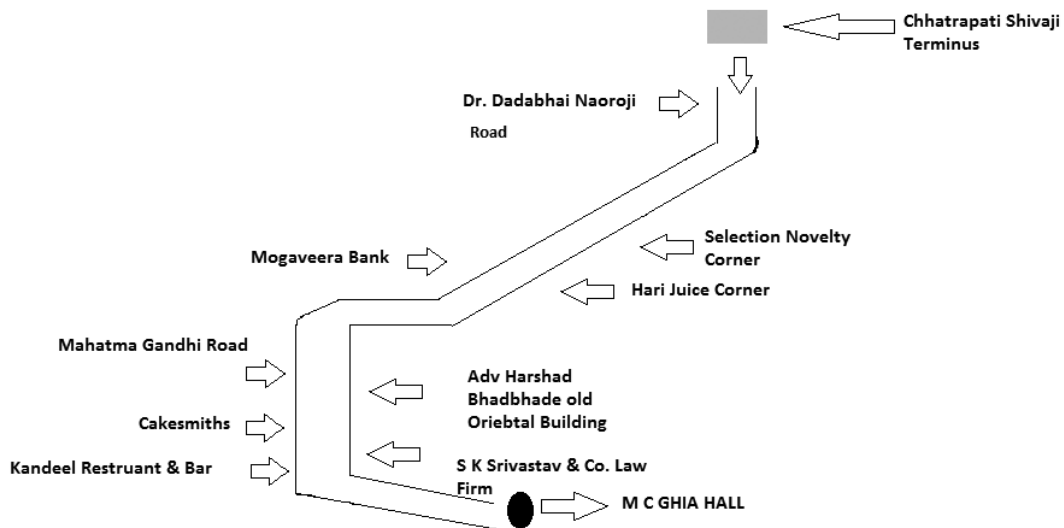 Chhatrapati Shivaji
Terminus
Dr. Dadabhai Naoroji
Road
Selection Novelty
Corner
Mogaveera Bank
Hari Juice Corner
Mahatma Gandhi Road
Adv Harshad
Bhadbhade old
Oriebtal Building
Cakesmiths
Kandeel Restruant & Bar
S K Srivastav & Co. Law
Firm
M C GHIA HALL